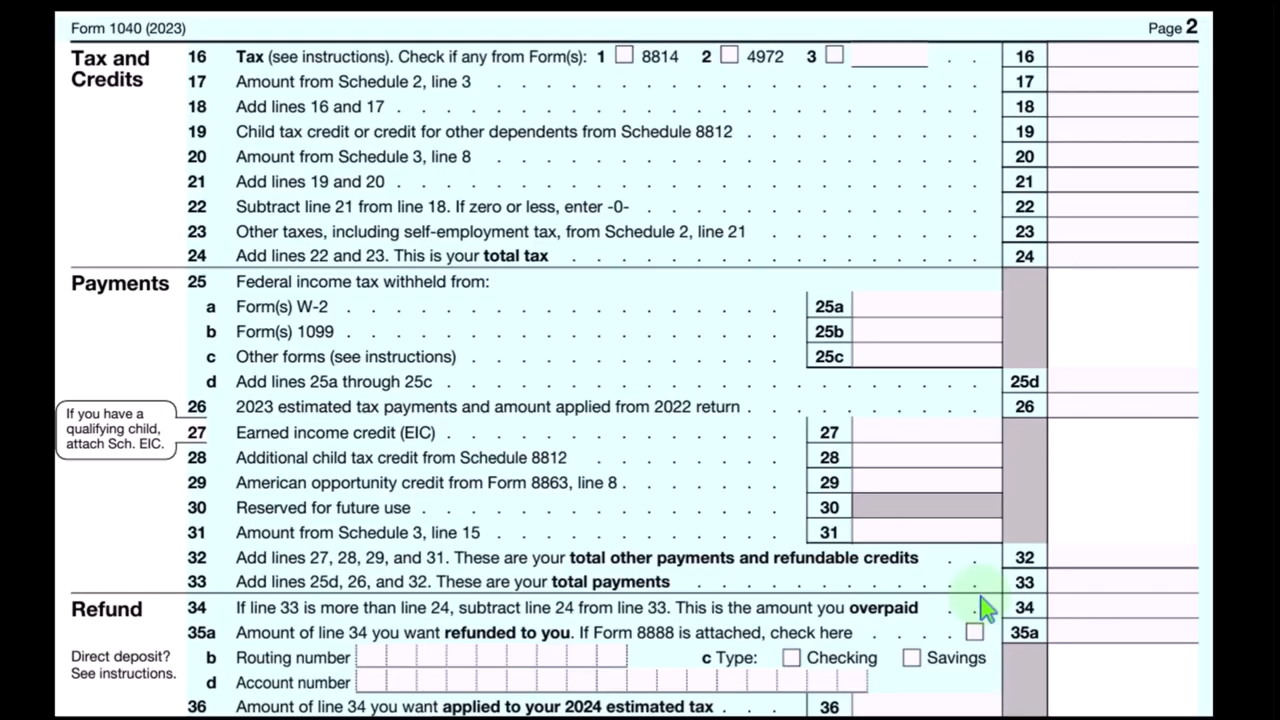 Form 1040 (2023) Page 2
Tax and Credits
16 Tax (see instructions). Check if any from Form(s): 1 8814 2 4972 3 . . 16
17 Amount from Schedule 2, line 3 . . . . . . . . . . . . . . . . . . . . 17
18 Add lines 16 and 17 . . . . . . . . . . . . . . . . . . . . . . . . 18
19 Child tax credit or credit for other dependents from Schedule 8812 . . . . . . . . . . 19
20 Amount from Schedule 3, line 8 . . . . . . . . . . . . . . . . . . . . 20
21 Add lines 19 and 20 . . . . . . . . . . . . . . . . . . . . . . . . 21
22 Subtract line 21 from line 18. If zero or less, enter -0- . . . . . . . . . . . . . . 22
23 Other taxes, including self-employment tax, from Schedule 2, line 21 . . . . . . . . . 23
24 Add lines 22 and 23. This is your total tax . . . . . . . . . . . . . . . . . 24
Payments
25 Federal income tax withheld from:
a Form(s) W-2 . . . . . . . . . . . . . . . . . . 25a
b Form(s) 1099 . . . . . . . . . . . . . . . . . . 25b
c Other forms (see instructions) . . . . . . . . . . . . . 25c
d Add lines 25a through 25c . . . . . . . . . . . . . . . . . . . . . . 25d
26 2023 estimated tax payments and amount applied from 2022 return . . . . . . . . . . 26
If you have a
qualifying child,
attach Sch. EIC.
27 Earned income credit (EIC) . . . . . . . . . . . . . . 27
28 Additional child tax credit from Schedule 8812 . . . . . . . . 28
29 American opportunity credit from Form 8863, line 8 . . . . . . . 29
30 Reserved for future use . . . . . . . . . . . . . . . 30
31 Amount from Schedule 3, line 15 . . . . . . . . . . . . 31
32 Add lines 27, 28, 29, and 31. These are your total other payments and refundable credits . . 32
33 Add lines 25d, 26, and 32. These are your total payments . . . . . . . . . . . . 33
Refund
34 If line 33 is more than line 24, subtract line 24 from line 33. This is the amount you overpaid . . 34
35a Amount of line 34 you want refunded to you. If Form 8888 is attached, check here . . . . 35a
Direct deposit?
See instructions.
b Routing number c Type: Checking Savings
d Account number
36 Amount of line 34 you want applied to your 2024 estimated tax . . . 36